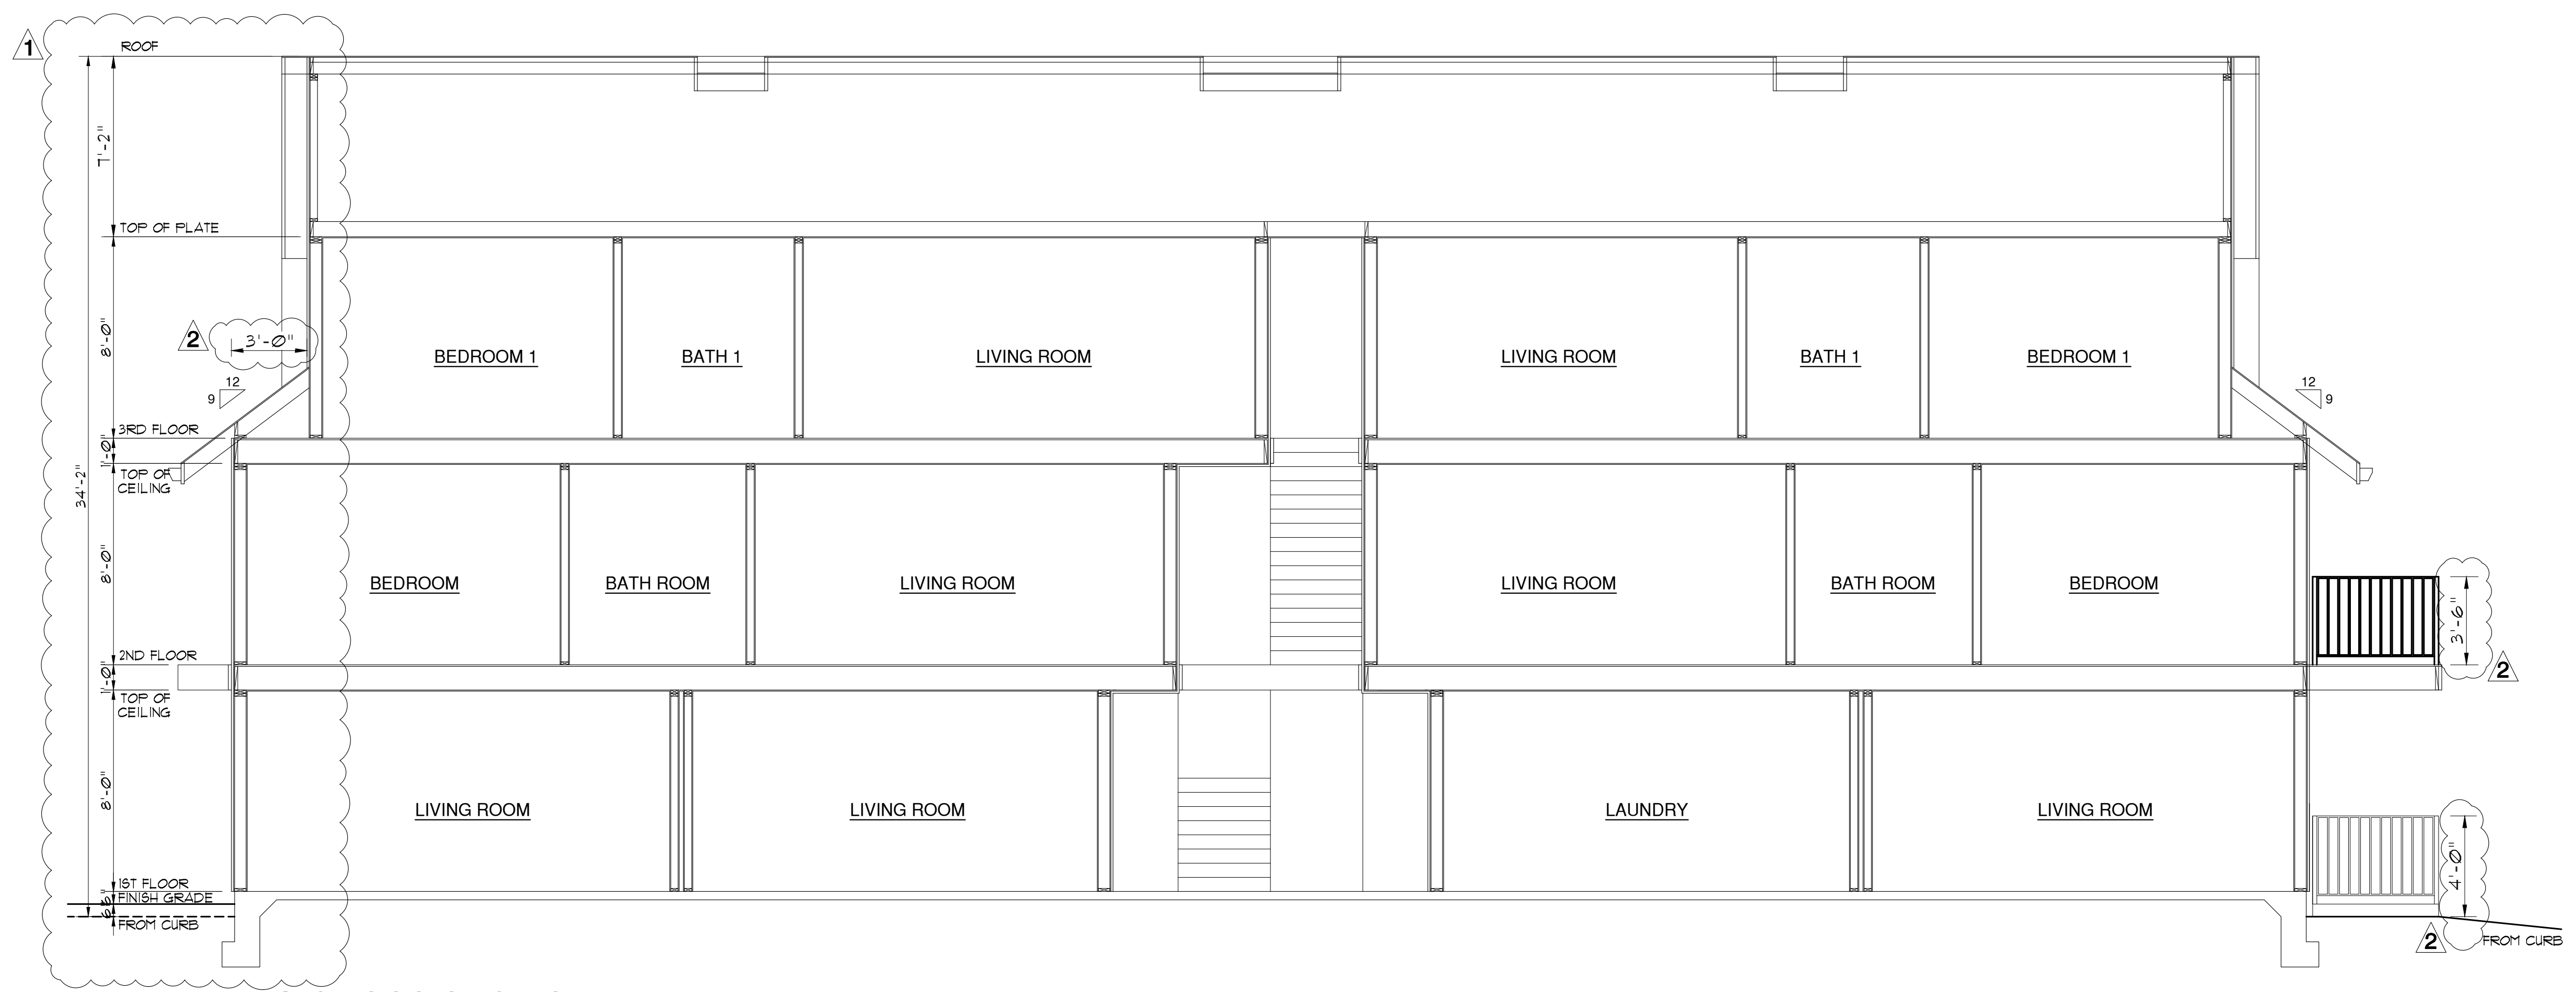 1
ROOF
7'-2"
TOP OF PLATE
8'-0"
2
3'-0"
12
9
BEDROOM 1
BATH 1
LIVING ROOM
LIVING ROOM
BATH 1
BEDROOM 1
12
9
3RD FLOOR
1'-0"
TOP OF
CEILING
34'-2"
8'-0"
BEDROOM
BATH ROOM
LIVING ROOM
LIVING ROOM
BATH ROOM
BEDROOM
3'-6"
2
2ND FLOOR
1'-0"
TOP OF
CEILING
8'-0"
LIVING ROOM
LIVING ROOM
LAUNDRY
LIVING ROOM
4'-0"
1ST FLOOR
6"
FINISH GRADE
6"
FROM CURB
2
FROM CURB